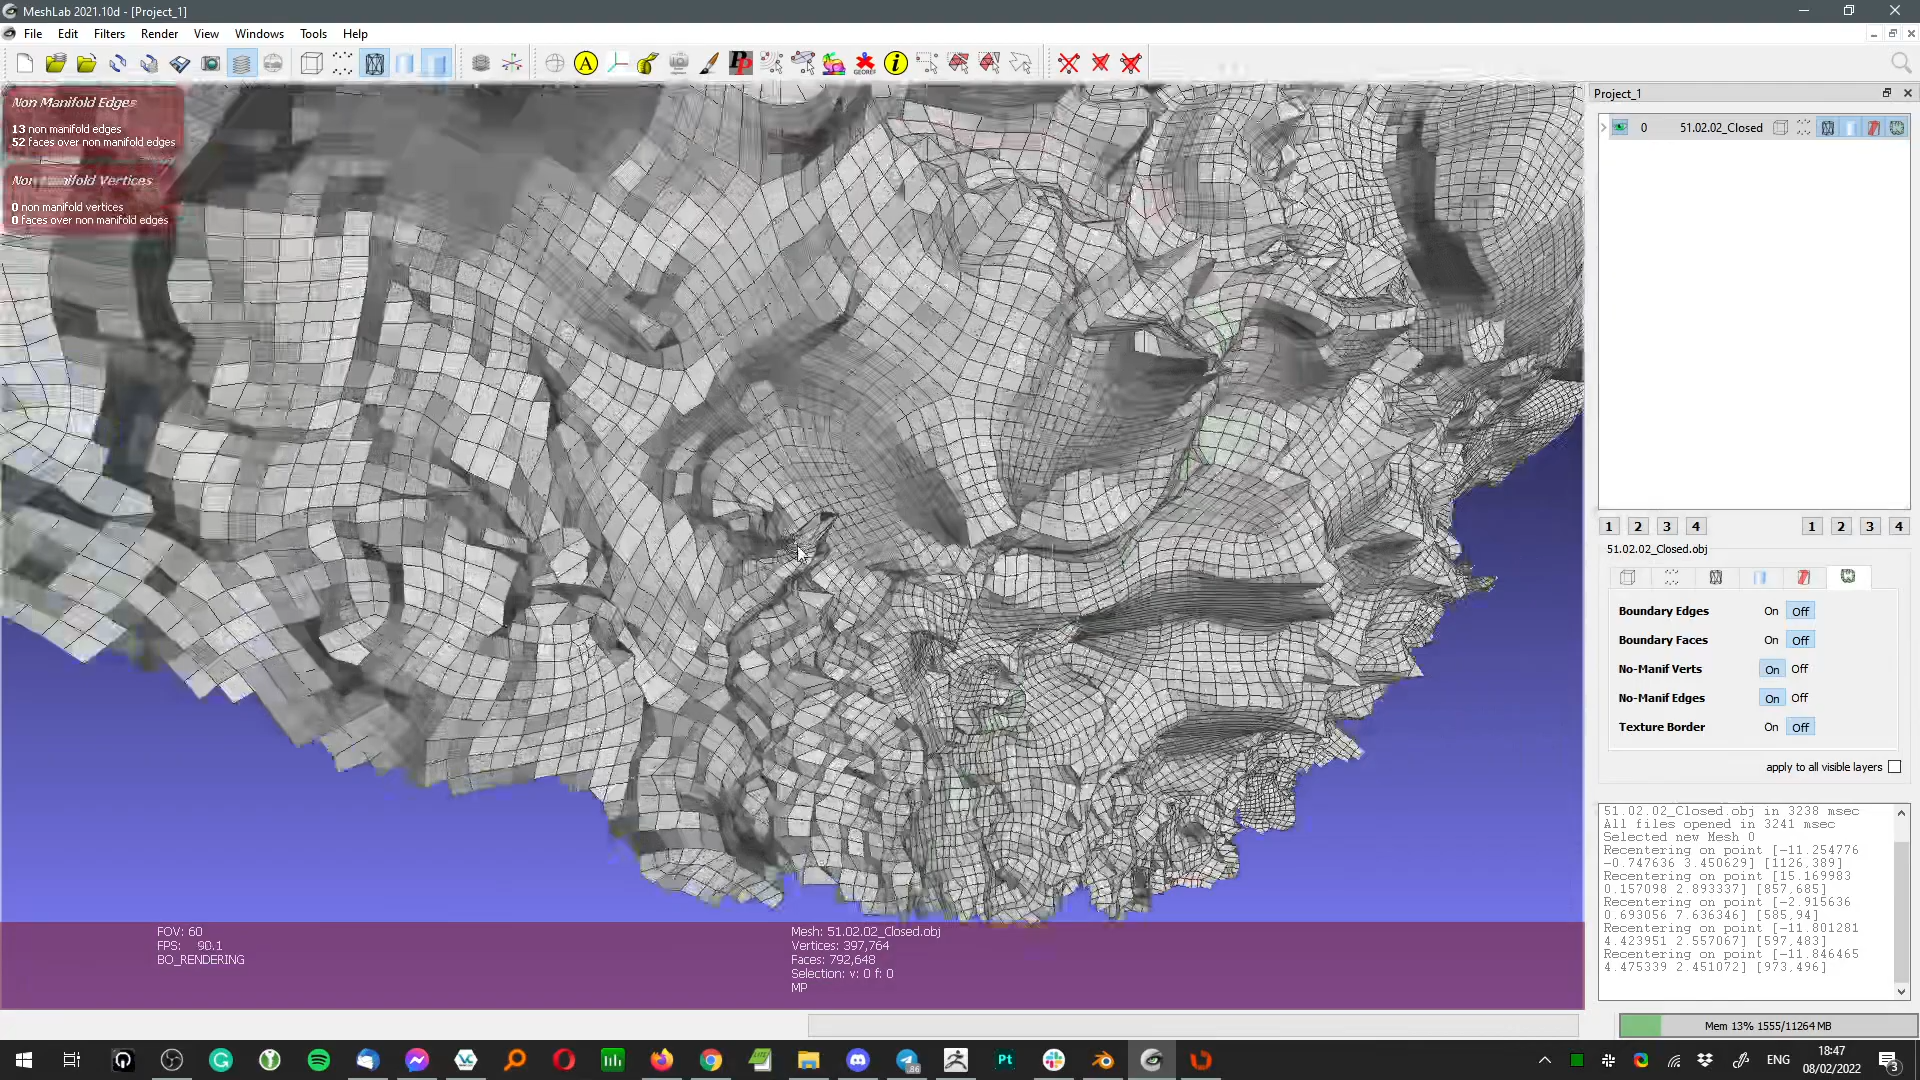 MeshLab 2021.10d - [Project_1]
File Edit Filters Render View Windows Tools Help
Non Manifold Edges
13 non manifold edges
52 faces over non manifold edges
Non Manifold Vertices
0 non manifold vertices
0 faces over non manifold edges
Project_1
0 51.02.02_Closed
1 2 3 4 1 2 3 4
51.02.02_Closed.obj
Boundary Edges On Off
Boundary Faces On Off
No-Manif Verts On Off
No-Manif Edges On Off
Texture Border On Off
apply to all visible layers
51.02.02_Closed.obj in 3238 msec
All files opened in 3241 msec
Selected new Mesh 0
Recentering on point [-11.254776
-0.747636 3.450629] [1126,389]
Recentering on point [15.169983
0.157098 2.893337] [857,685]
Recentering on point [-2.915636
0.693056 7.636346] [585,94]
Recentering on point [-11.801281
4.423951 2.557067] [597,483]
Recentering on point [-11.846465
4.475339 2.451072] [973,496]
FOV: 60
FPS: 90.1
BO_RENDERING
Mesh: 51.02.02_Closed.obj
Vertices: 397,764
Faces: 792,648
Selection: v: 0 f: 0
MP
Mem 13% 1555/11264 MB
ENG
18:47
08/02/2022